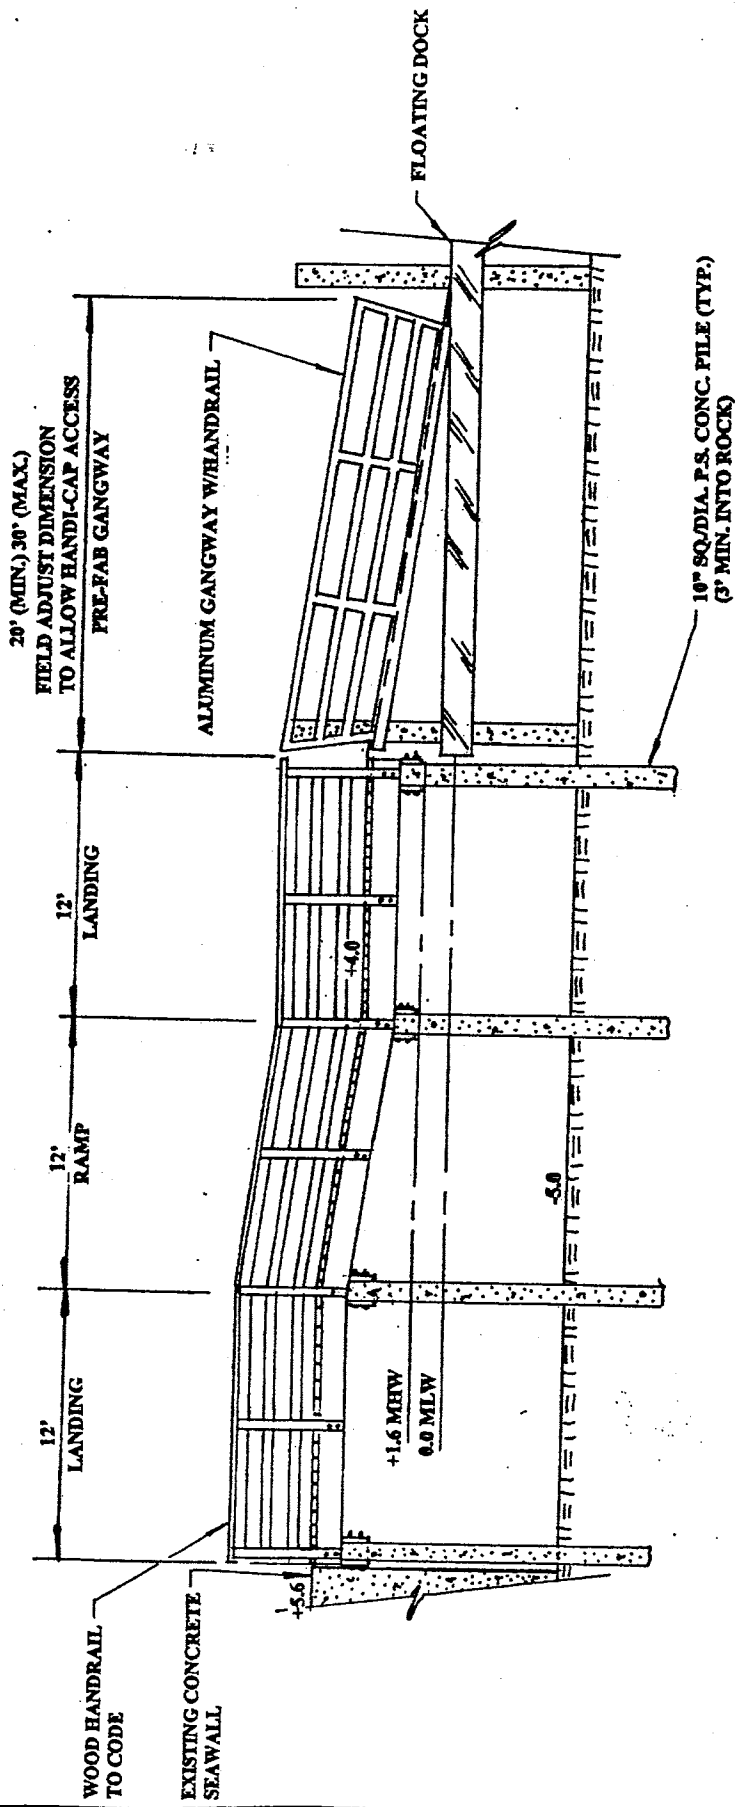 20' (MIN.) 30' (MAX.)
FIELD ADJUST DIMENSION
TO ALLOW HANDI-CAP ACCESS
PRE-FAB GANGWAY
12'
LANDING
12'
RAMP
12'
LANDING
WOOD HANDRAIL
TO CODE
EXISTING CONCRETE
SEAWALL
+5.6
+4.0
ALUMINUM GANGWAY W/HANDRAIL
FLOATING DOCK
+1.6 MHW
0.0 MLW
-5.0
10" SQ./DIA. P.S. CONC. PILE (TYP.)
(3' MIN. INTO ROCK)